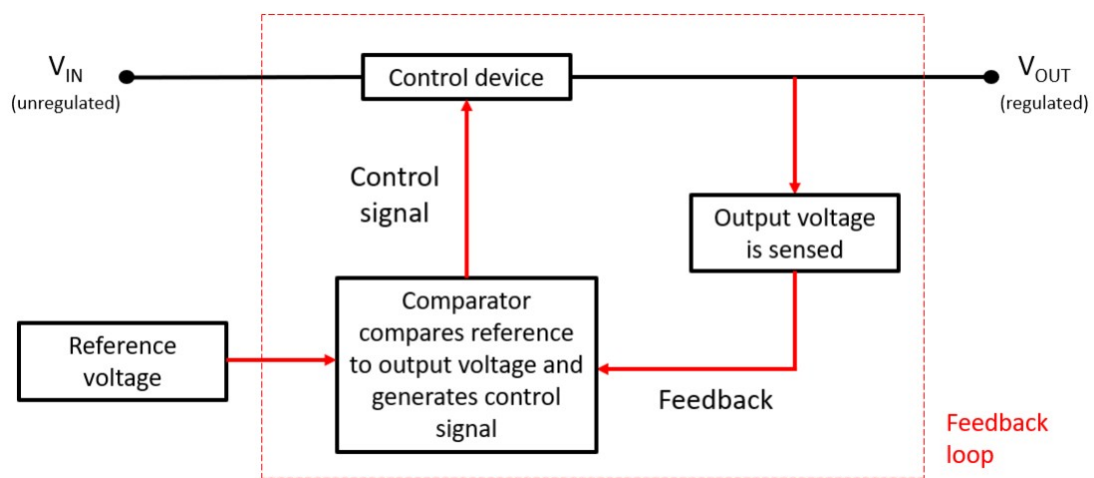 V_IN
(unregulated)
Control device
V_OUT
(regulated)
Control
signal
Output voltage
is sensed
Reference
voltage
Comparator
compares reference
to output voltage and
generates control
signal
Feedback
Feedback
loop